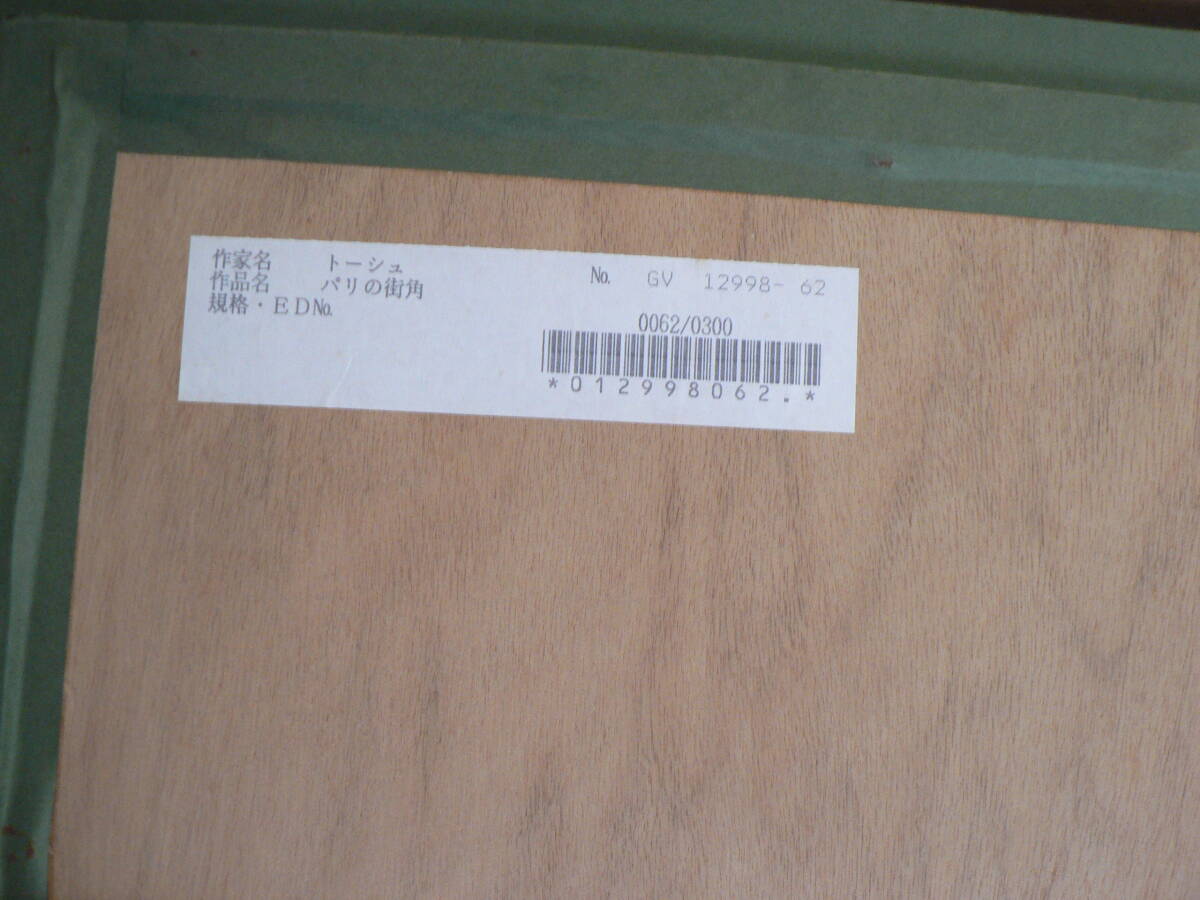 作家名 トーシュ
作品名 パリの街角
規格・EDNo.
No. GV 12998- 62
0062/0300
*012998062.*